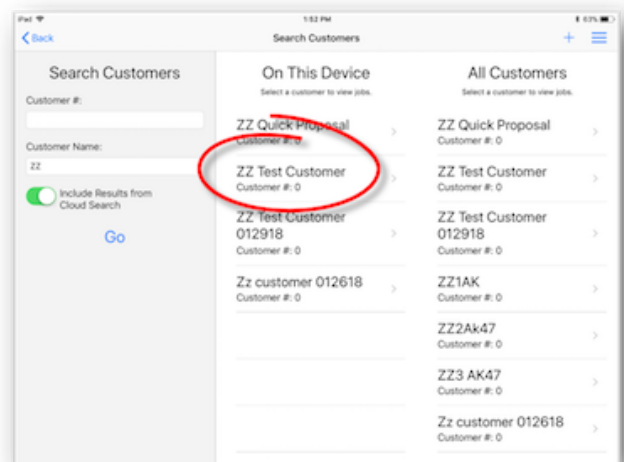 iPad
1:52 PM
63%
Back
Search Customers
Search Customers
Customer #:
Customer Name:
zz
Include Results from
Cloud Search
Go
On This Device
Select a customer to view jobs.
ZZ Quick Proposal
Customer #: 0
ZZ Test Customer
Customer #: 0
ZZ Test Customer
012918
Customer #: 0
Zz customer 012618
Customer #: 0
All Customers
Select a customer to view jobs.
ZZ Quick Proposal
Customer #: 0
ZZ Test Customer
Customer #: 0
ZZ Test Customer
012918
Customer #: 0
ZZ1AK
Customer #: 0
ZZ2Ak47
Customer #: 0
ZZ3 AK47
Customer #: 0
Zz customer 012618
Customer #: 0